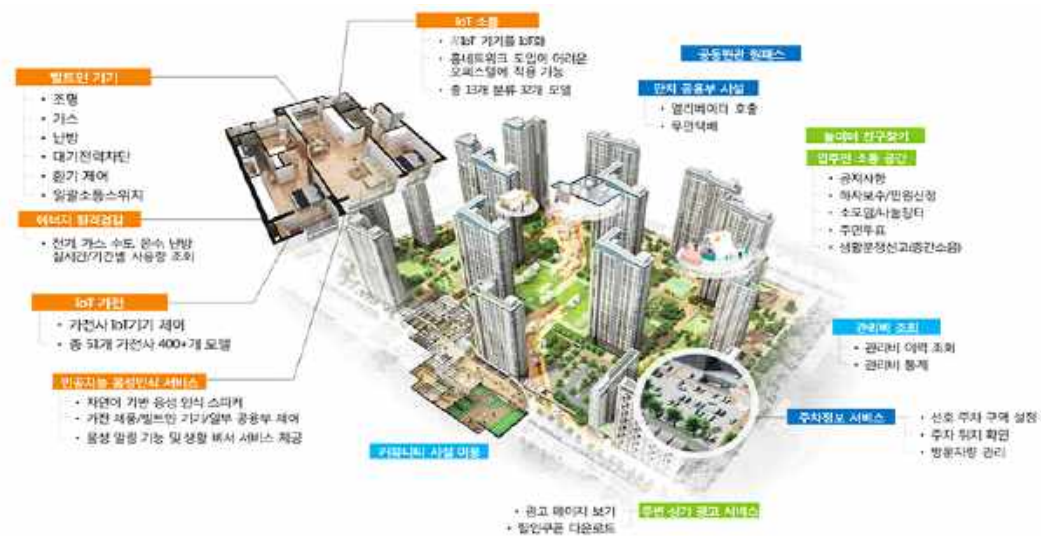 IoT 소품
• 非IoT 기기를 IoT화
• 홈네트워크 도입이 어려운
오피스텔에 적용 가능
• 총 13개 분류 32개 모델
공동현관 원패스
빌트인 기기
• 조명
• 가스
• 난방
• 대기전력차단
• 환기 제어
• 일괄소등스위치
단지 공용부 시설
• 엘리베이터 호출
• 무인택배
놀이터 친구찾기
입주민 소통 공간
• 공지사항
• 하자보수/민원신청
• 소모임/나눔장터
• 주민투표
• 생활분쟁신고(층간소음)
에너지 원격검침
• 전기, 가스, 수도, 온수, 난방
실시간/기간별 사용량 조회
IoT 가전
• 가전사 IoT기기 제어
• 총 51개 가전사 400+개 모델
관리비 조회
• 관리비 이력 조회
• 관리비 통계
인공지능 음성인식 서비스
• 자연어 기반 음성 인식 스피커
• 가전 제품/빌트인 기기/일부 공용부 제어
• 음성 알림 기능 및 생활 비서 서비스 제공
주차정보 서비스
• 선호 주차 구역 설정
• 주차 위치 확인
• 방문차량 관리
커뮤니티 시설 이용
주변 상가 광고 서비스
• 광고 페이지 보기
• 할인쿠폰 다운로드